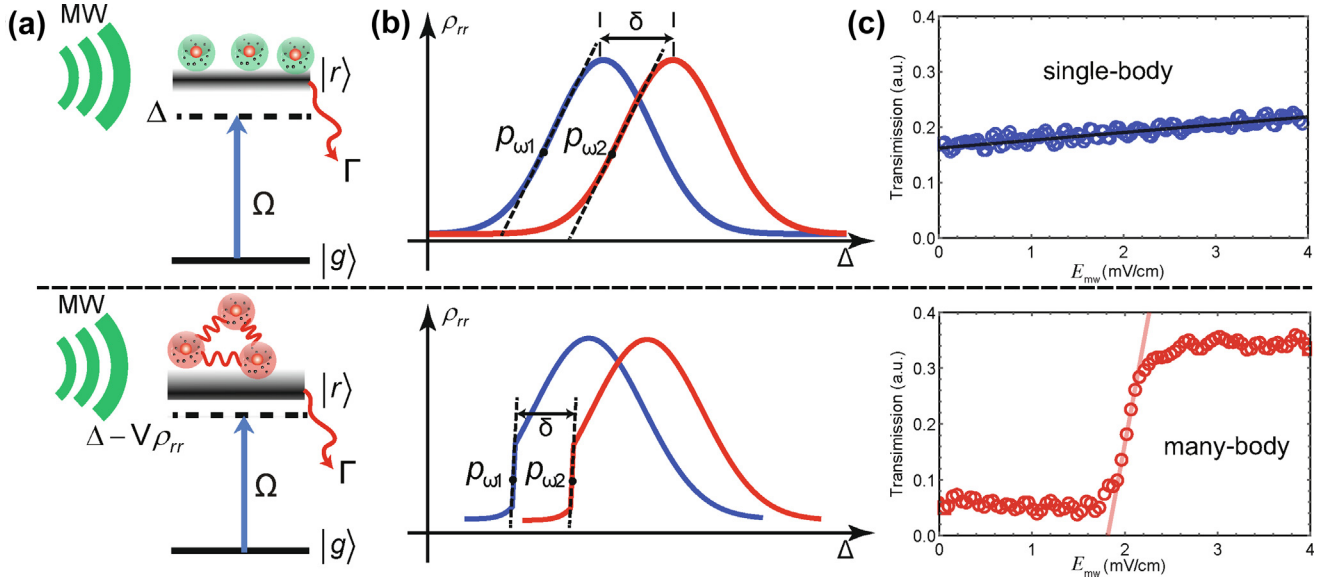 (a)
MW
|r⟩
Δ
Γ
Ω
|g⟩
(b)
ρrr
δ
pω1
pω2
Δ
(c)
Transimission (a.u.)
0.4
0.3
0.2
0.1
0.0
single-body
0 1 2 3 4
Emw (mV/cm)
MW
|r⟩
Δ − Vρrr
Γ
Ω
|g⟩
ρrr
δ
pω1
pω2
Δ
Transimission (a.u.)
0.4
0.3
0.2
0.1
0.0
many-body
0 1 2 3 4
Emw (mV/cm)